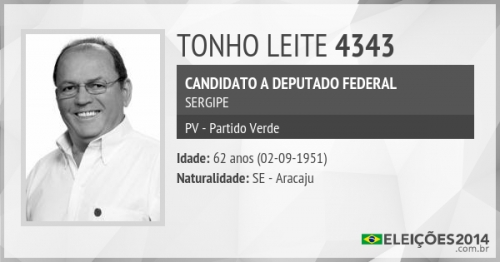 TONHO LEITE 4343
CANDIDATO A DEPUTADO FEDERAL
SERGIPE
PV - Partido Verde
Idade: 62 anos (02-09-1951)
Naturalidade: SE - Aracaju
ELEIÇÕES2014
.com.br